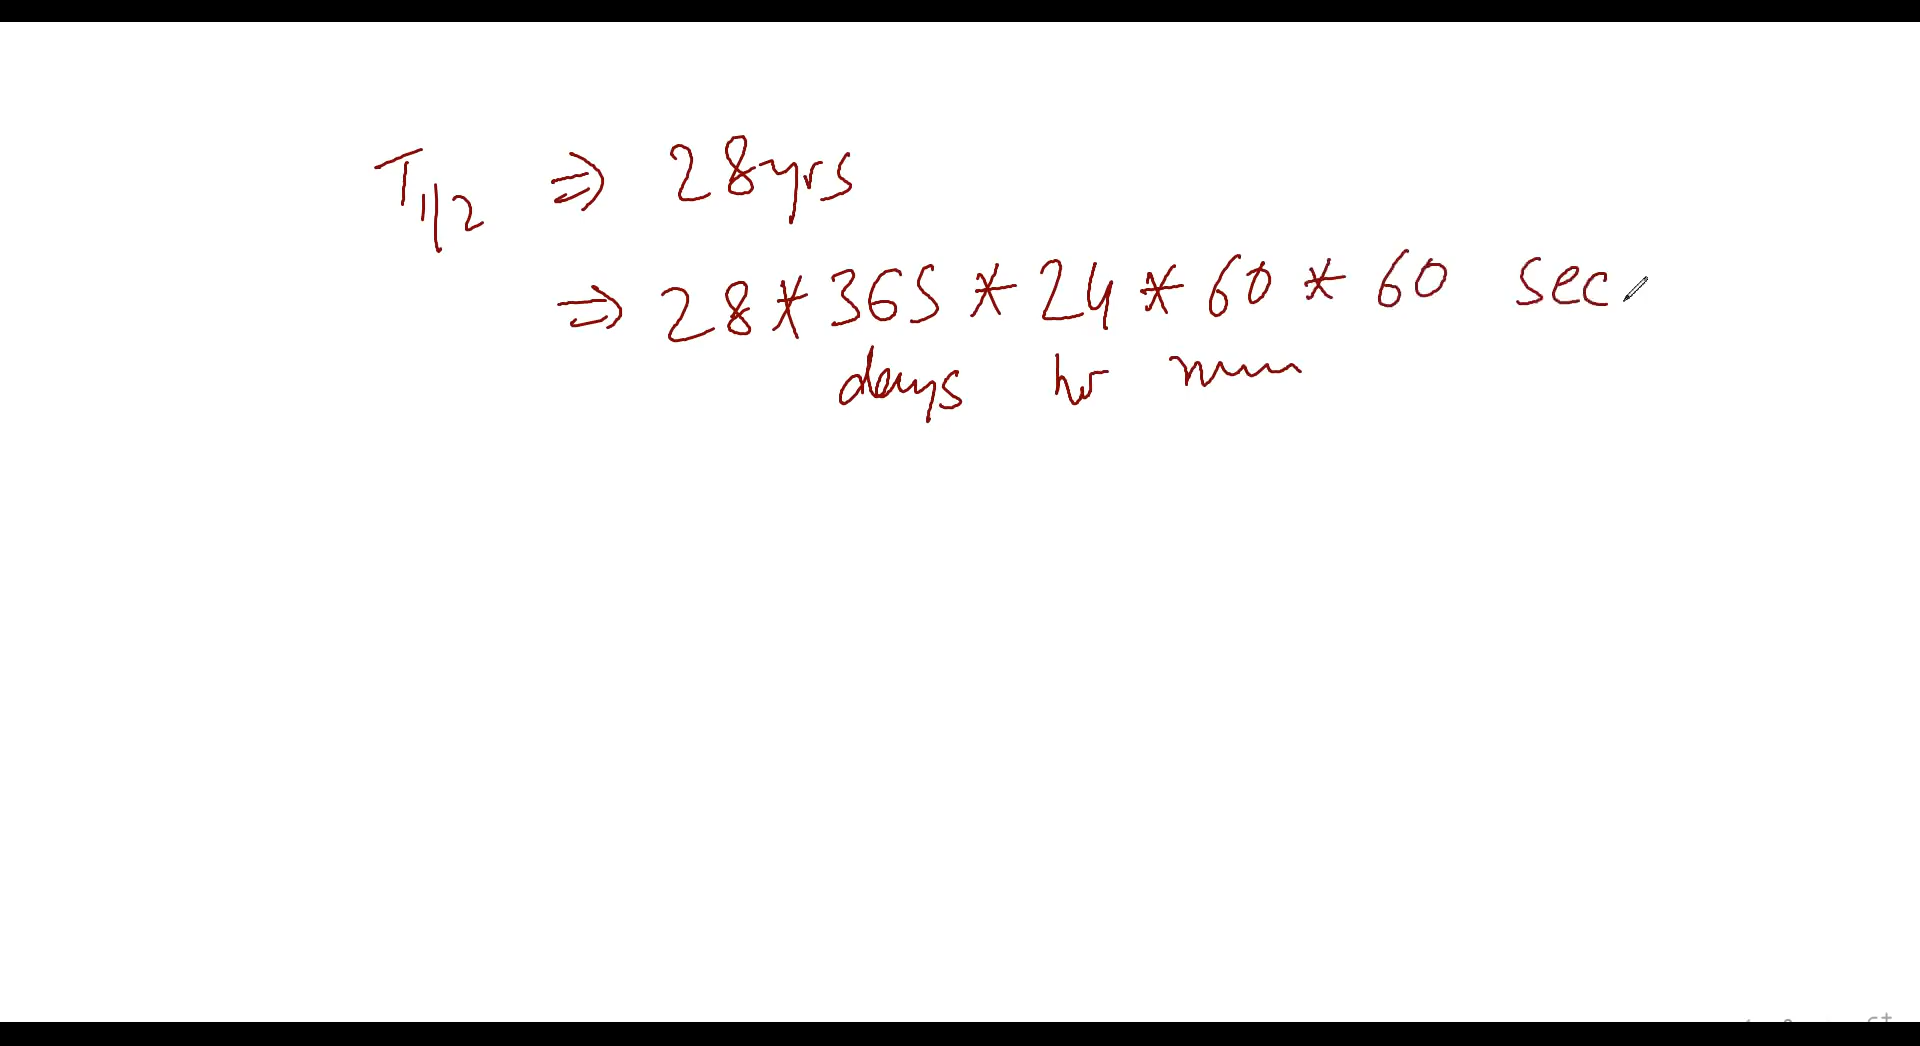 T1/2 ⇒ 28yrs
⇒ 28 * 365 * 24 * 60 * 60 sec.
days hr min